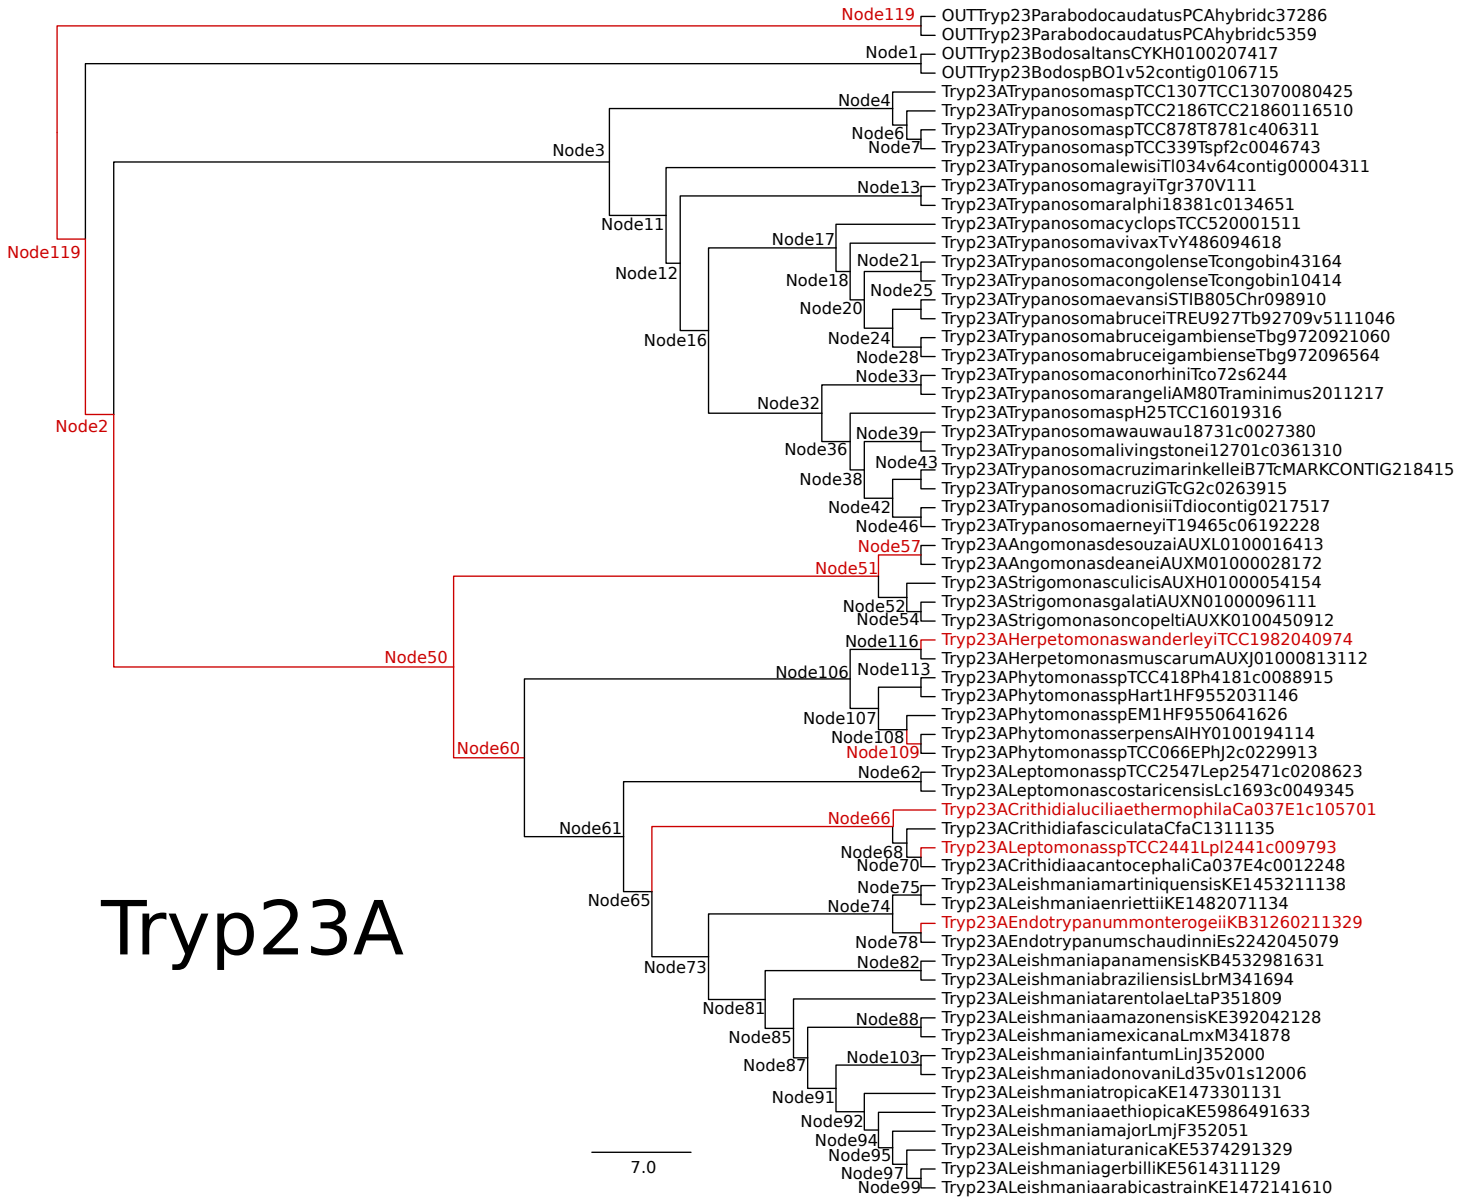 Node119
OUTTryp23ParabodocaudatusPCAhybridc37286
OUTTryp23ParabodocaudatusPCAhybridc5359
Node1
OUTTryp23BodosaltansCYKH0100207417
OUTTryp23BodospBO1v52contig0106715
Node4
Tryp23ATrypanosomaspTCC1307TCC13070080425
Tryp23ATrypanosomaspTCC2186TCC21860116510
Node6
Tryp23ATrypanosomaspTCC878T8781c406311
Node7
Tryp23ATrypanosomaspTCC339Tspf2c0046743
Node3
Tryp23ATrypanosomalewisiTl034v64contig00004311
Node13
Tryp23ATrypanosomagrayiTgr370V111
Tryp23ATrypanosomaralphi18381c0134651
Node11
Tryp23ATrypanosomacyclopsTCC520001511
Node17
Tryp23ATrypanosomavivaxTvY486094618
Node119
Node21
Tryp23ATrypanosomacongolenseTcongobin43164
Node12
Node18
Tryp23ATrypanosomacongolenseTcongobin10414
Node25
Tryp23ATrypanosomaevansiSTIB805Chr098910
Node20
Tryp23ATrypanosomabruceiTREU927Tb92709v5111046
Node16
Node24
Tryp23ATrypanosomabruceigambienseTbg9720921060
Node28
Tryp23ATrypanosomabruceigambienseTbg972096564
Node33
Tryp23ATrypanosomaconorhiniTco72s6244
Tryp23ATrypanosomarangeliAM80Traminimus2011217
Node32
Tryp23ATrypanosomaspH25TCC16019316
Node2
Node39
Tryp23ATrypanosomawauwau18731c0027380
Node36
Tryp23ATrypanosomalivingstonei12701c0361310
Node43
Tryp23ATrypanosomacruzimarinkelleiB7TcMARKCONTIG218415
Node38
Tryp23ATrypanosomacruziGTcG2c0263915
Node42
Tryp23ATrypanosomadionisiiTdiocontig0217517
Node46
Tryp23ATrypanosomaerneyiT19465c06192228
Node57
Tryp23AAngomonasdesouzaiAUXL0100016413
Node51
Tryp23AAngomonasdeaneiAUXM01000028172
Tryp23AStrigomonasculicisAUXH01000054154
Node52
Tryp23AStrigomonasgalatiAUXN01000096111
Node54
Tryp23AStrigomonasoncopeltiAUXK0100450912
Node116
Tryp23AHerpetomonaswanderleyiTCC1982040974
Node50
Tryp23AHerpetomonasmuscarumAUXJ01000813112
Node106
Node113
Tryp23APhytomonasspTCC418Ph4181c0088915
Tryp23APhytomonasspHart1HF9552031146
Node107
Tryp23APhytomonasspEM1HF9550641626
Node108
Tryp23APhytomonasserpensAIHY0100194114
Node60
Node109
Tryp23APhytomonasspTCC066EPhJ2c0229913
Node62
Tryp23ALeptomonasspTCC2547Lep25471c0208623
Tryp23ALeptomonascostaricensisLc1693c0049345
Tryp23ACrithidialuciliaethermophilaCa037E1c105701
Node66
Node61
Tryp23ACrithidiafasciculataCfaC1311135
Node68
Tryp23ALeptomonasspTCC2441Lpl2441c009793
Node70
Tryp23ACrithidiaacantocephaliCa037E4c0012248
Node75
Tryp23ALeishmaniamartiniquensisKE1453211138
Node65
Node74
Tryp23ALeishmaniaenriettiiKE1482071134
Tryp23A
Tryp23AEndotrypanummonterogeiiKB31260211329
Node78
Tryp23AEndotrypanumschaudinniEs2242045079
Node73
Node82
Tryp23ALeishmaniapanamensisKB4532981631
Tryp23ALeishmaniabraziliensisLbrM341694
Tryp23ALeishmaniatarentolaeLtaP351809
Node81
Node88
Tryp23ALeishmaniaamazonensisKE392042128
Node85
Tryp23ALeishmaniamexicanaLmxM341878
Node103
Tryp23ALeishmaniainfantumLinJ352000
Node87
Tryp23ALeishmaniadonovaniLd35v01s12006
Node91
Tryp23ALeishmaniatropicaKE1473301131
Tryp23ALeishmaniaaethiopicaKE5986491633
Node92
Tryp23ALeishmaniamajorLmjF352051
Node94
Tryp23ALeishmaniaturanicaKE5374291329
Node95
Tryp23ALeishmaniagerbilliKE5614311129
Node97
Tryp23ALeishmaniaarabicastrainKE1472141610
Node99
7.0